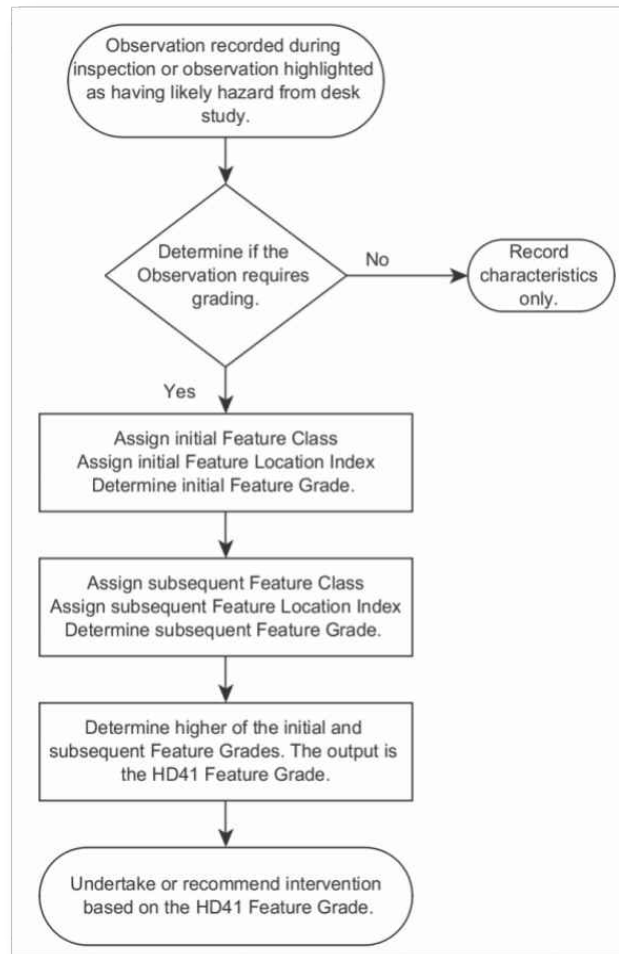 Observation recorded during
inspection or observation highlighted
as having likely hazard from desk
study.
Determine if the
Observation requires
grading.
No
Record
characteristics
only.
Yes
Assign initial Feature Class
Assign initial Feature Location Index
Determine initial Feature Grade.
Assign subsequent Feature Class
Assign subsequent Feature Location Index
Determine subsequent Feature Grade.
Determine higher of the initial and
subsequent Feature Grades. The output is
the HD41 Feature Grade.
Undertake or recommend intervention
based on the HD41 Feature Grade.